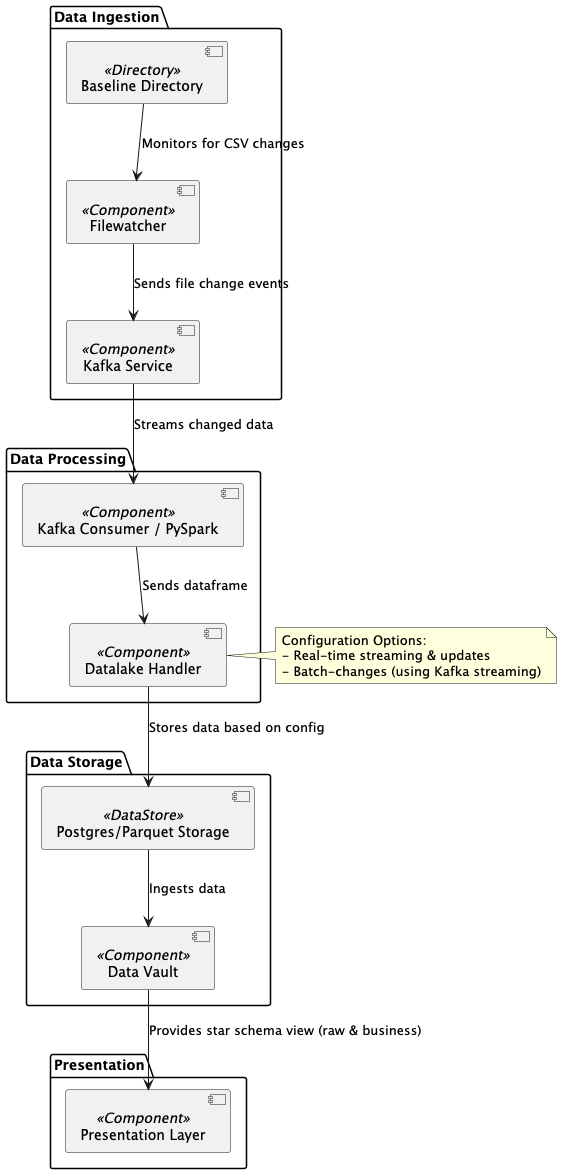 Data Ingestion
«Directory»
Baseline Directory
Monitors for CSV changes
«Component»
Filewatcher
Sends file change events
«Component»
Kafka Service
Streams changed data
Data Processing
«Component»
Kafka Consumer / PySpark
Sends dataframe
«Component»
Datalake Handler
Configuration Options:
- Real-time streaming & updates
- Batch-changes (using Kafka streaming)
Stores data based on config
Data Storage
«DataStore»
Postgres/Parquet Storage
Ingests data
«Component»
Data Vault
Provides star schema view (raw & business)
Presentation
«Component»
Presentation Layer